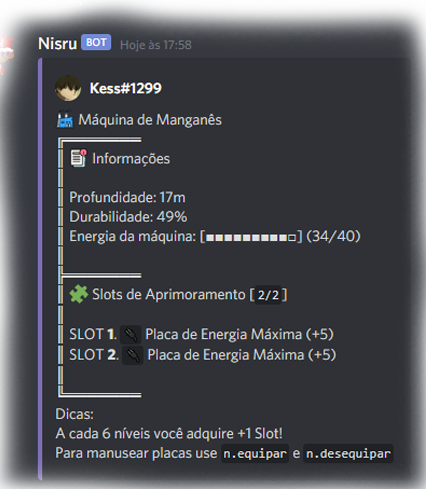 Nisru BOT Hoje às 17:58
Kess#1299
Máquina de Manganês
Informações
Profundidade: 17m
Durabilidade: 49%
Energia da máquina: [▪▪▪▪▪▪▪▪▪▫] (34/40)
Slots de Aprimoramento [2/2]
SLOT 1. Placa de Energia Máxima (+5)
SLOT 2. Placa de Energia Máxima (+5)
Dicas:
A cada 6 níveis você adquire +1 Slot!
Para manusear placas use n.equipar e n.desequipar